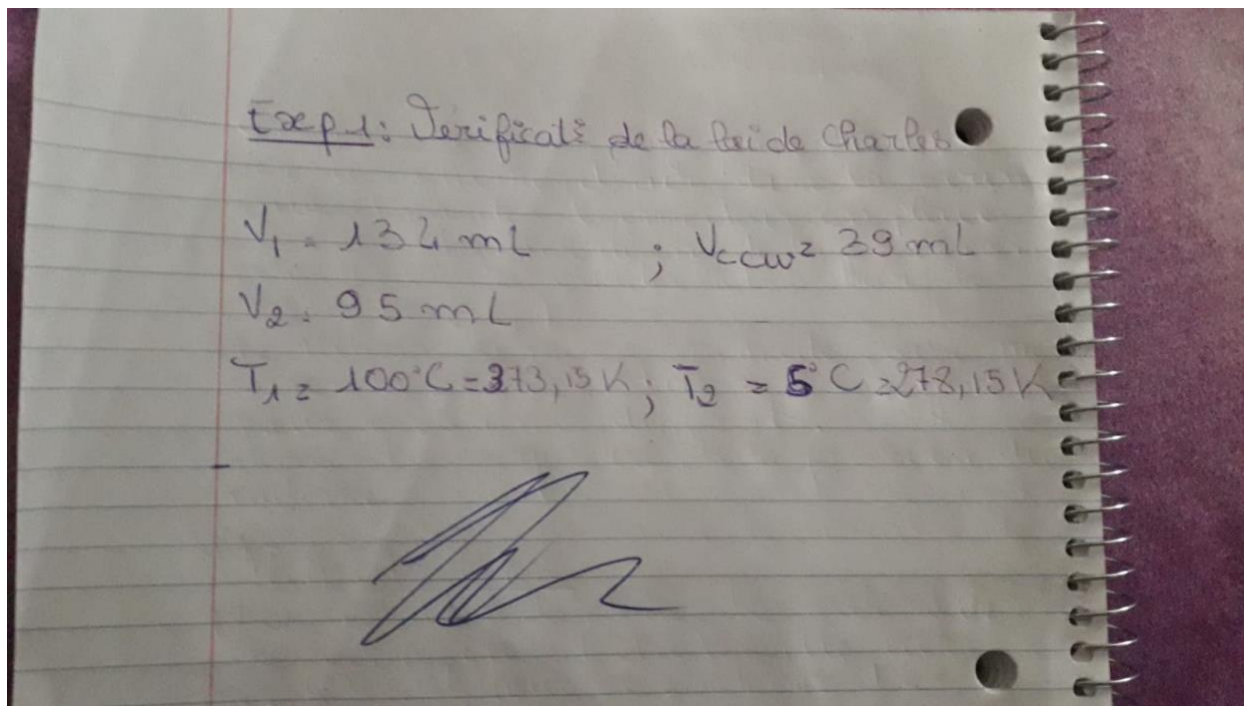 Exp 1: Verificat° de la loi de Charles
V₁ = 134 mL ; Vccw = 39 mL
V₂ = 95 mL
T₁ = 100°C = 373,15 K ; T₂ = 5°C = 278,15 K